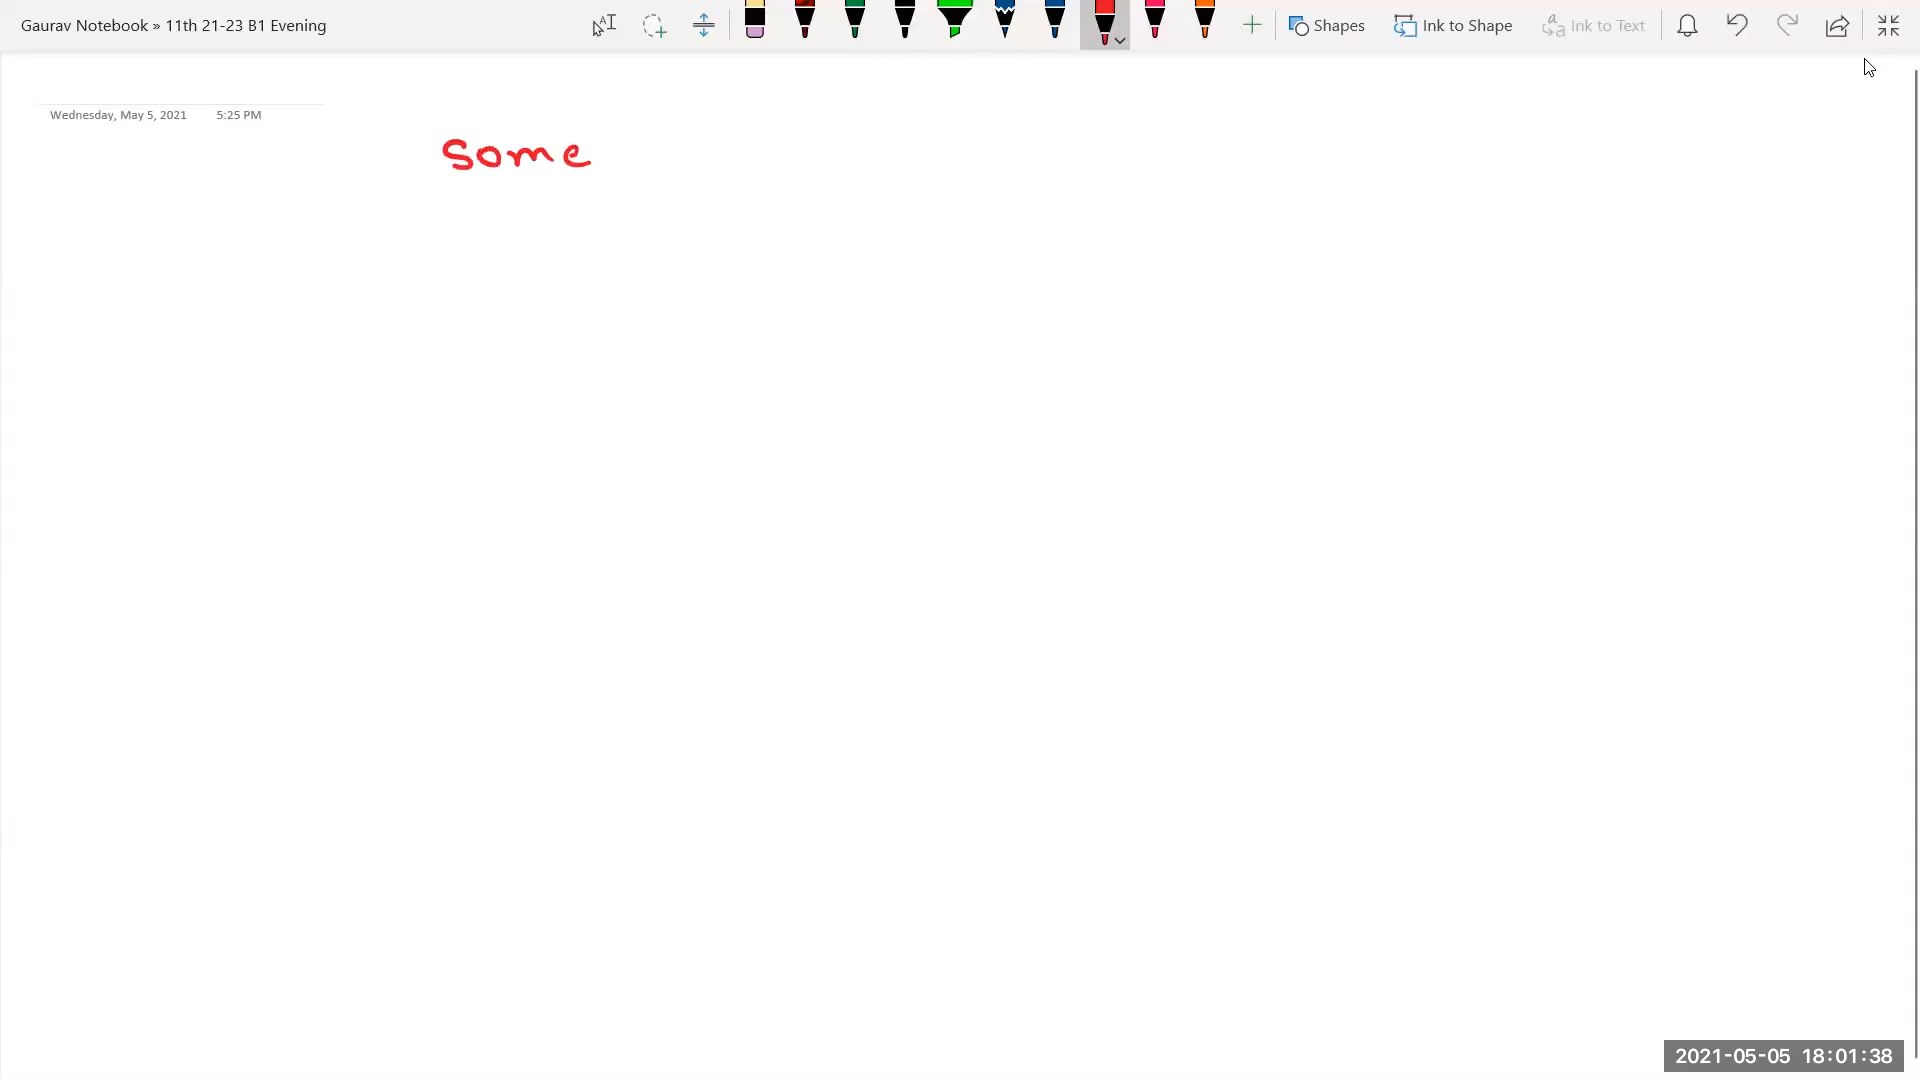 Gaurav Notebook » 11th 21-23 B1 Evening
Shapes
Ink to Shape
Ink to Text
Wednesday, May 5, 2021 5:25 PM
Some
2021-05-05 18:01:38